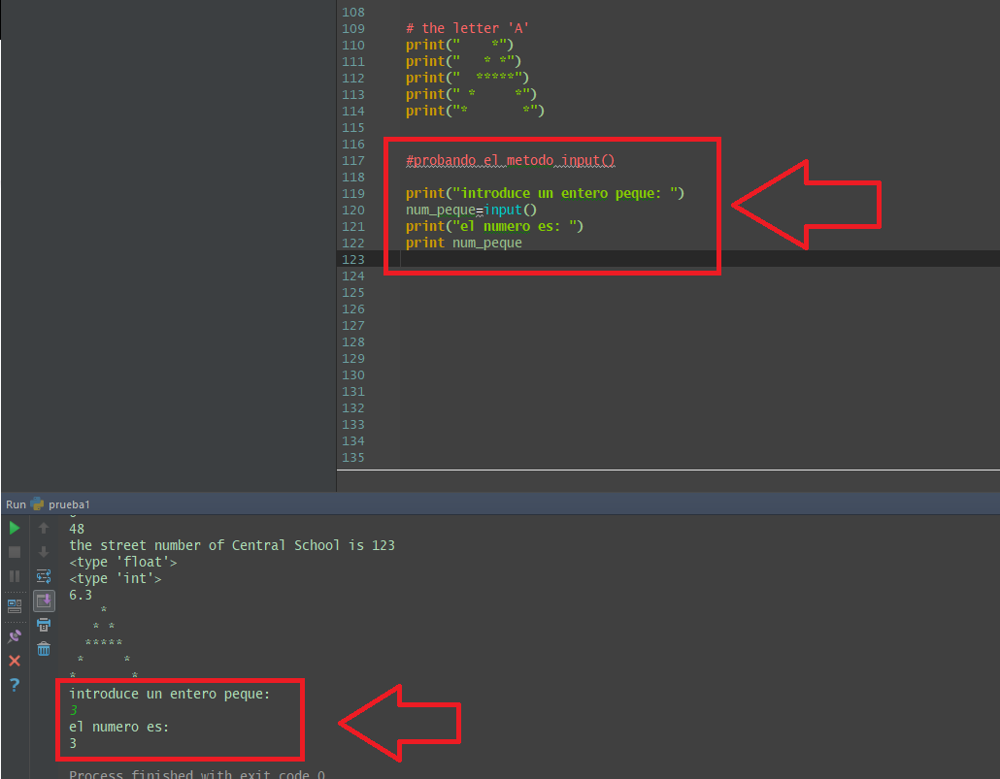 108
109 # the letter 'A'
110 print("    *")
111 print("   * *")
112 print("  *****")
113 print(" *     *")
114 print("*       *")
115
116
117 #probando el metodo input()
118
119 print("introduce un entero peque: ")
120 num_peque=input()
121 print("el numero es: ")
122 print num_peque
123
124
125
126
127
128
129
130
131
132
133
134
135
Run prueba1
48
the street number of Central School is 123
<type 'float'>
<type 'int'>
6.3
    *
   * *
  *****
 *     *
*       *
introduce un entero peque:
3
el numero es:
3
Process finished with exit code 0